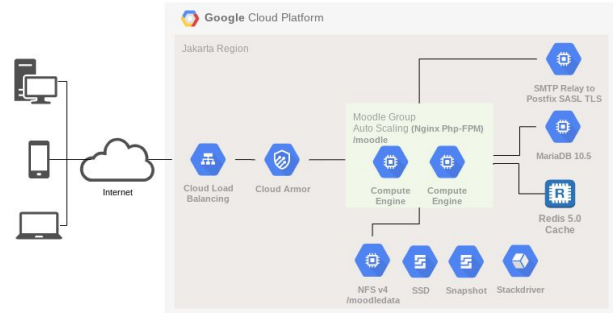 Google Cloud Platform
Jakarta Region
SMTP Relay to
Postfix SASL TLS
Moodle Group
Auto Scaling (Nginx Php-FPM)
/moodle
MariaDB 10.5
Internet
Cloud Load
Balancing
Cloud Armor
Compute
Engine
Compute
Engine
R
Redis 5.0
Cache
NFS v4
/moodledata
SSD
Snapshot
Stackdriver